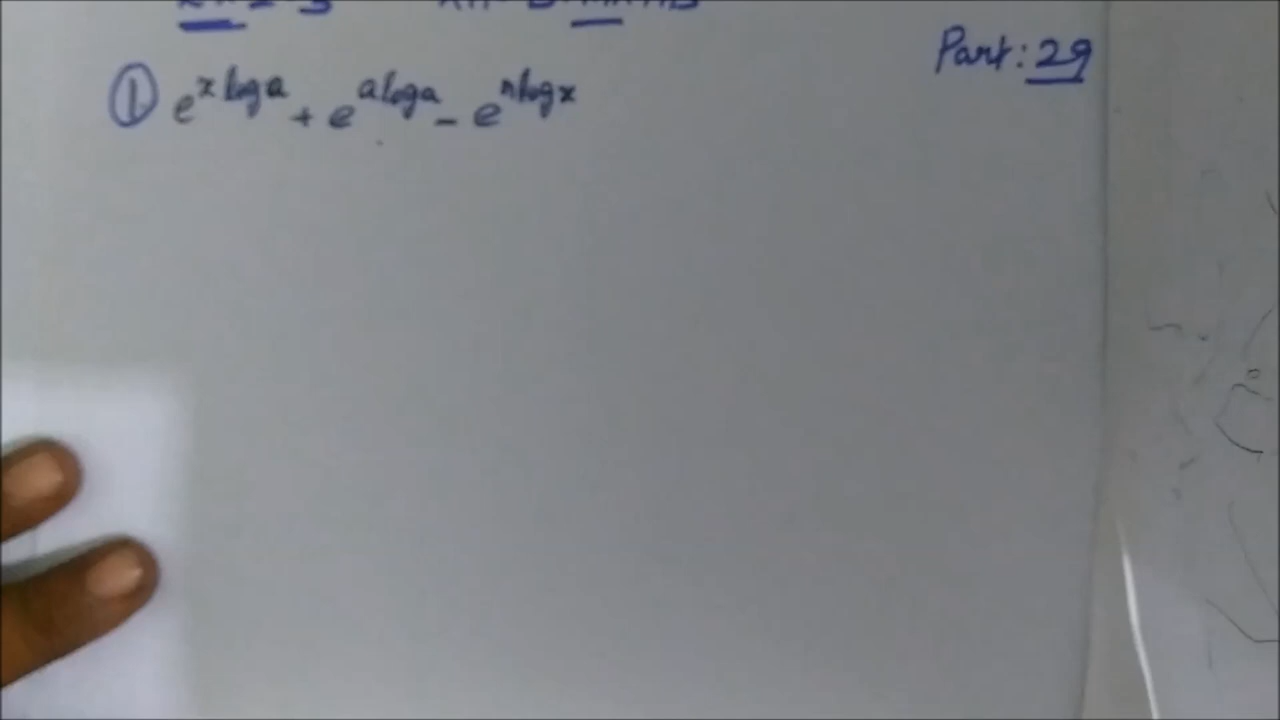 Part: 29
① e^{x log a} + e^{a log a} - e^{n log x}